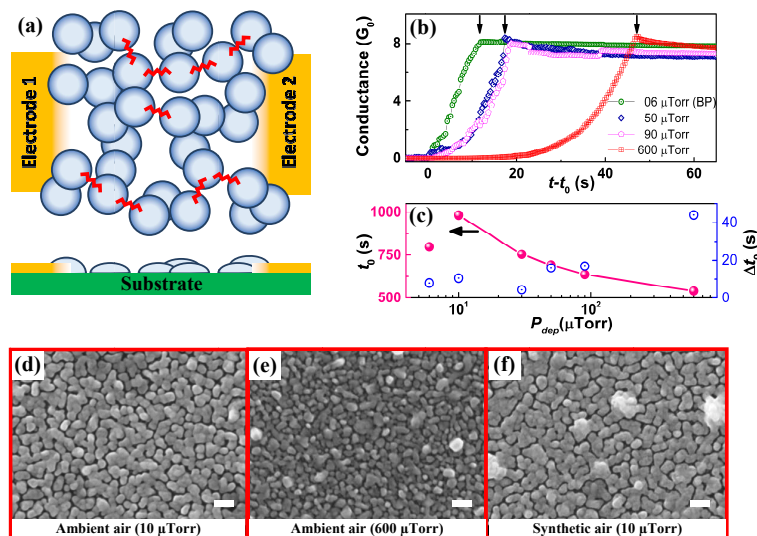 (a)
Electrode 1
Electrode 2
Substrate
(b)
Conductance (G₀)
8
4
0
06 μTorr (BP)
50 μTorr
90 μTorr
600 μTorr
0 20 40 60
t-t₀ (s)
(c)
t₀ (s)
1000
750
500
40
20
0
Δtₚ (s)
10¹ 10²
P_dep(μTorr)
(d)
Ambient air (10 μTorr)
(e)
Ambient air (600 μTorr)
(f)
Synthetic air (10 μTorr)